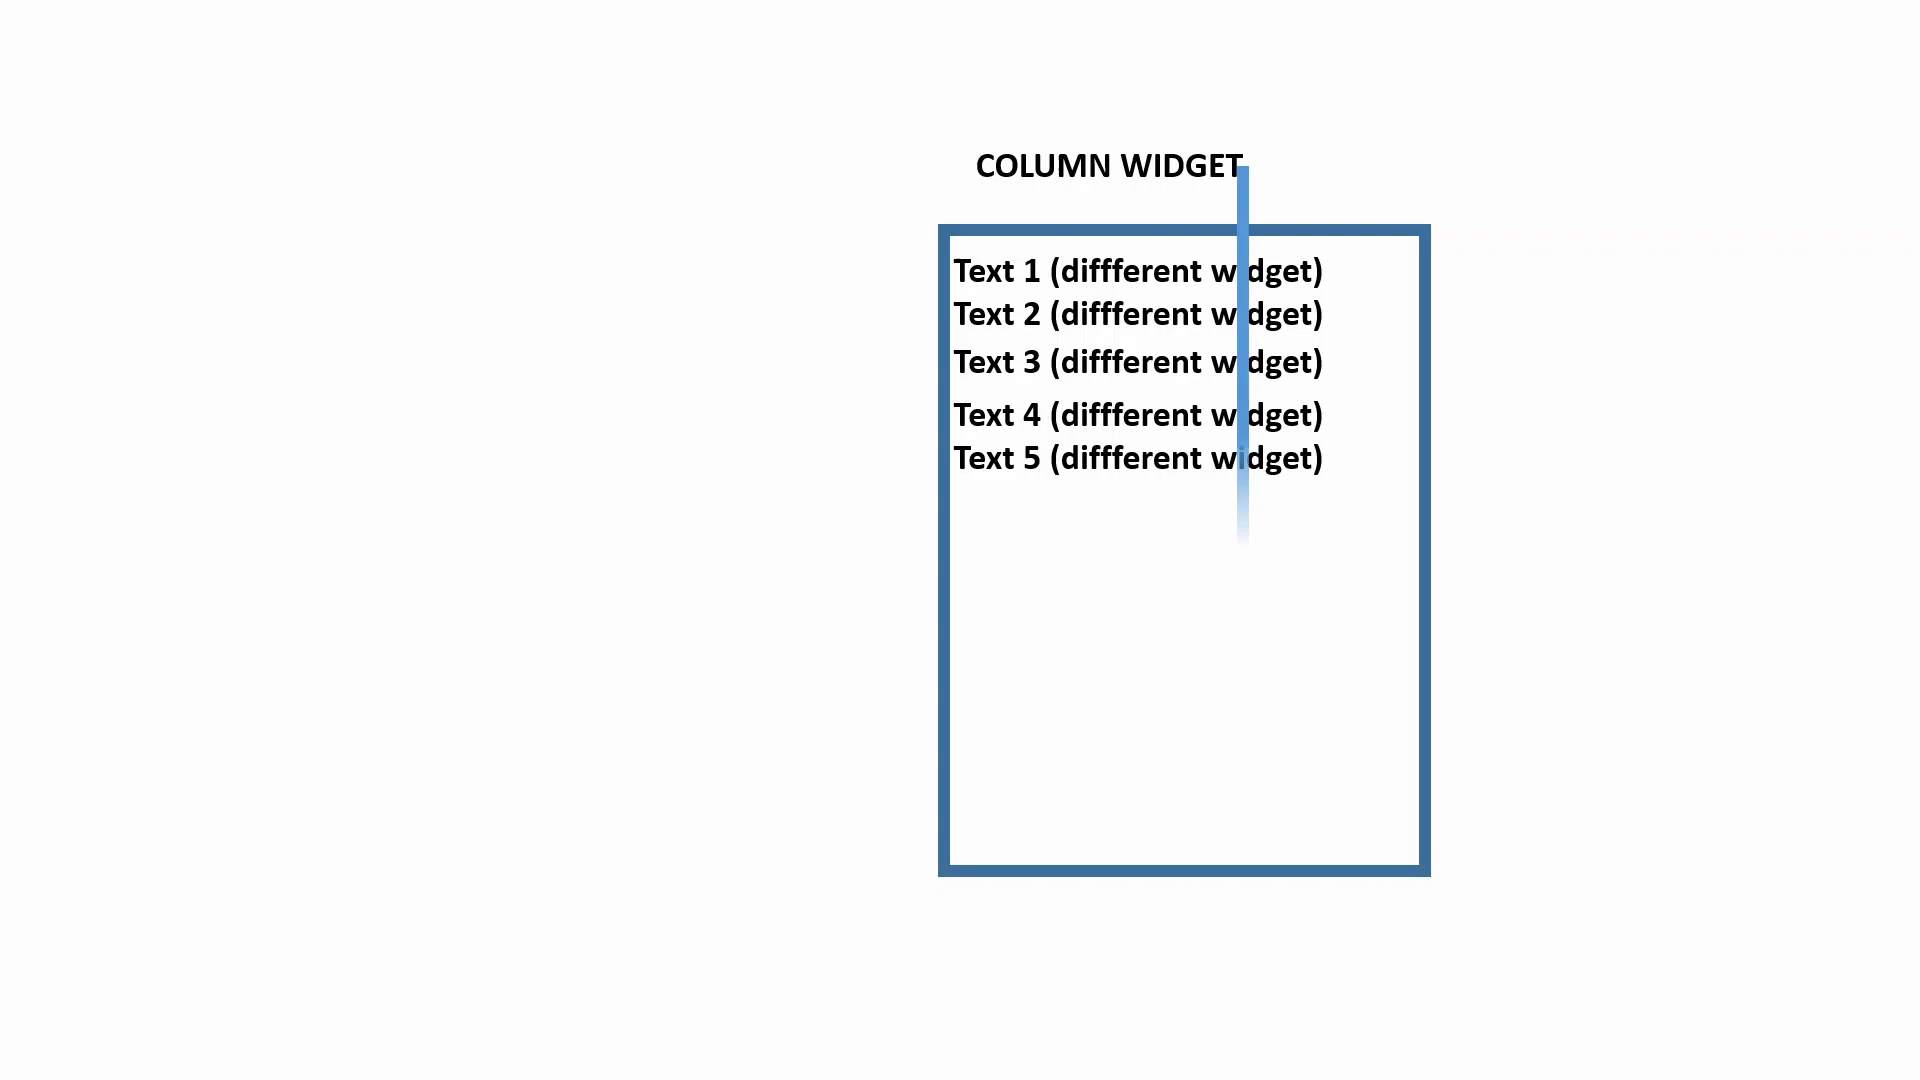 COLUMN WIDGET
Text 1 (diffferent widget)
Text 2 (diffferent widget)
Text 3 (diffferent widget)
Text 4 (diffferent widget)
Text 5 (diffferent widget)